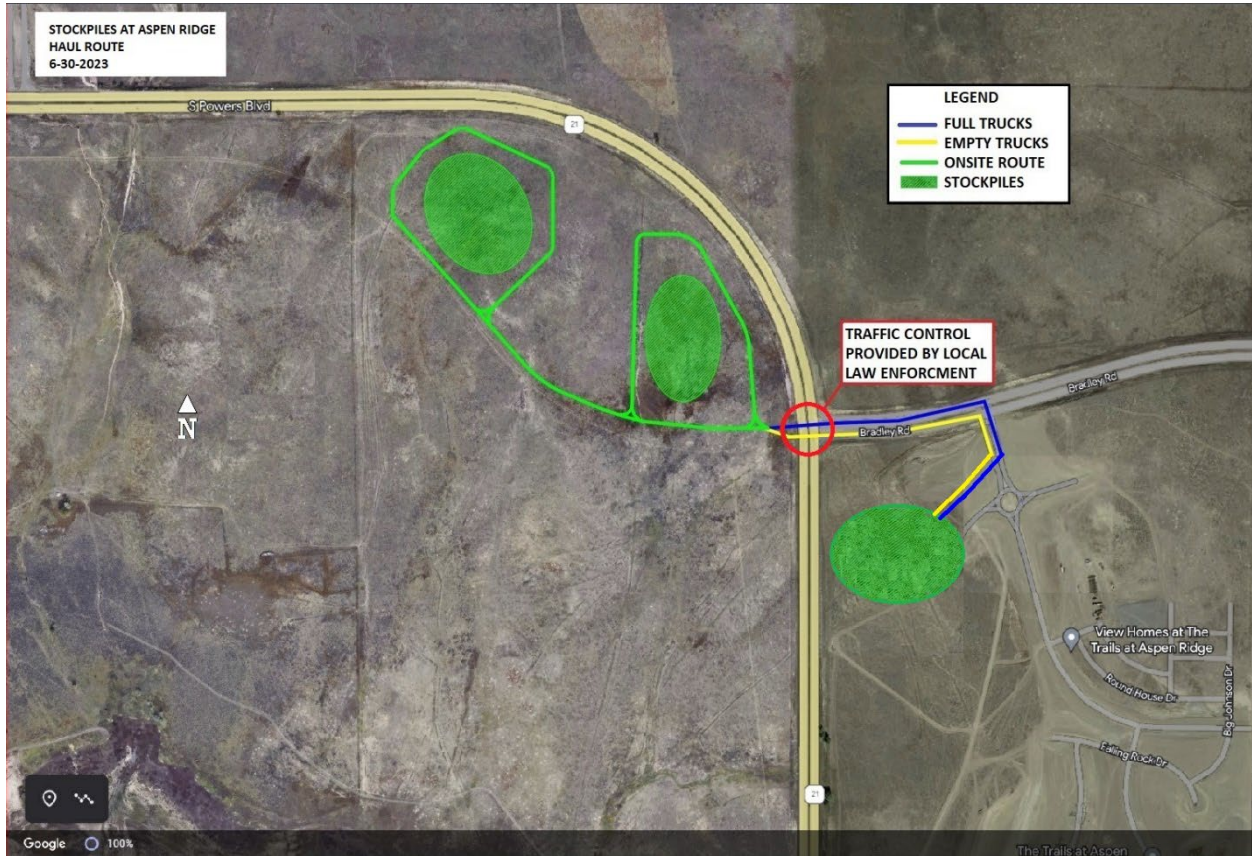 STOCKPILES AT ASPEN RIDGE
HAUL ROUTE
6-30-2023
S Powers Blvd
21
LEGEND
FULL TRUCKS
EMPTY TRUCKS
ONSITE ROUTE
STOCKPILES
TRAFFIC CONTROL
PROVIDED BY LOCAL
LAW ENFORCMENT
Bradley Rd
Bradley Rd
N
View Homes at The
Trails at Aspen Ridge
Round House Dr
Big Johnson Dr
Ealing Rock Dr
21
Google
100%
The Trails at Aspen